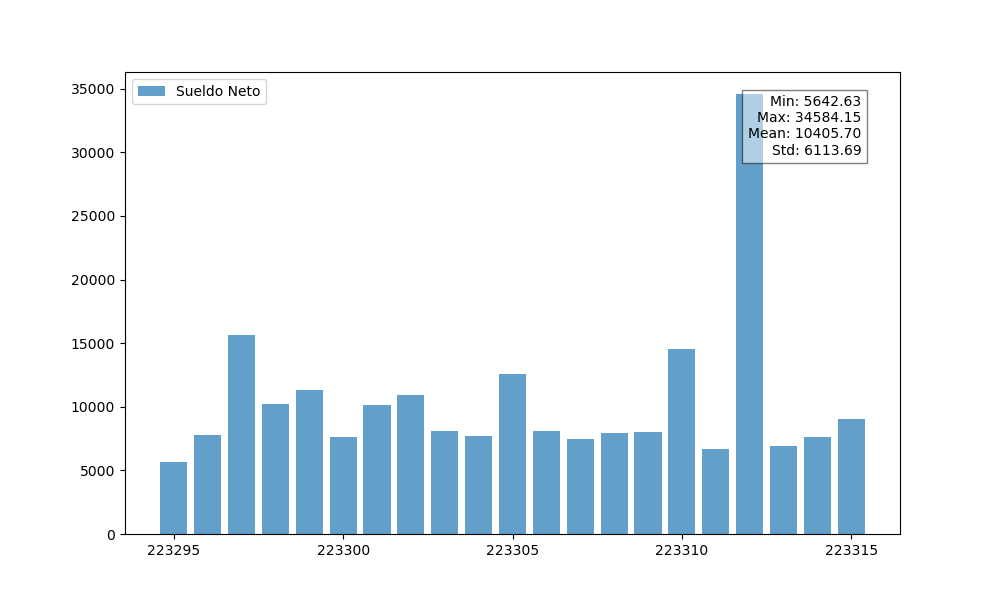 Sueldo Neto
Min: 5642.63
Max: 34584.15
Mean: 10405.70
Std: 6113.69
35000
30000
25000
20000
15000
10000
5000
0
223295 223300 223305 223310 223315